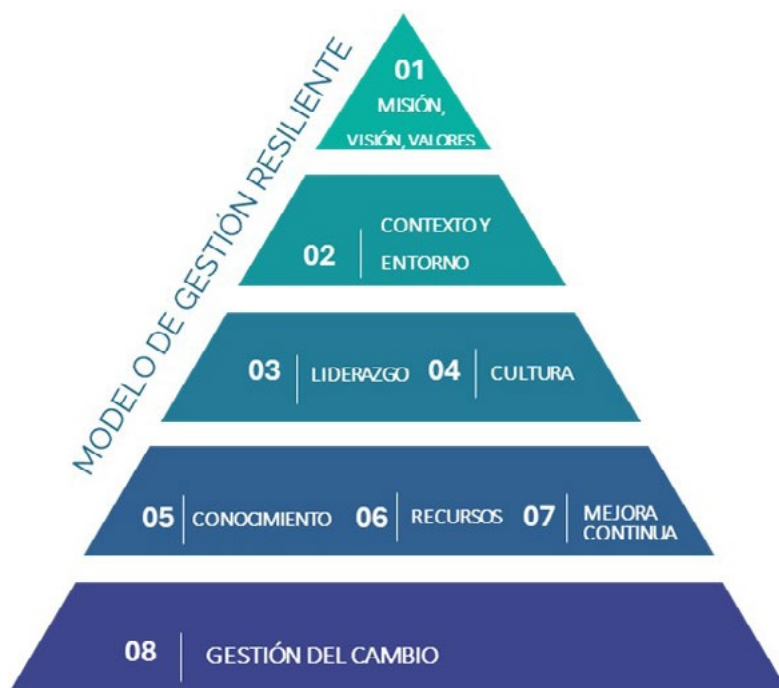 MODELO DE GESTIÓN RESILIENTE
01
MISIÓN,
VISIÓN, VALORES
02
CONTEXTO Y
ENTORNO
03 LIDERAZGO 04 CULTURA
05 CONOCIMIENTO 06 RECURSOS 07 MEJORA
CONTINUA
08 GESTIÓN DEL CAMBIO